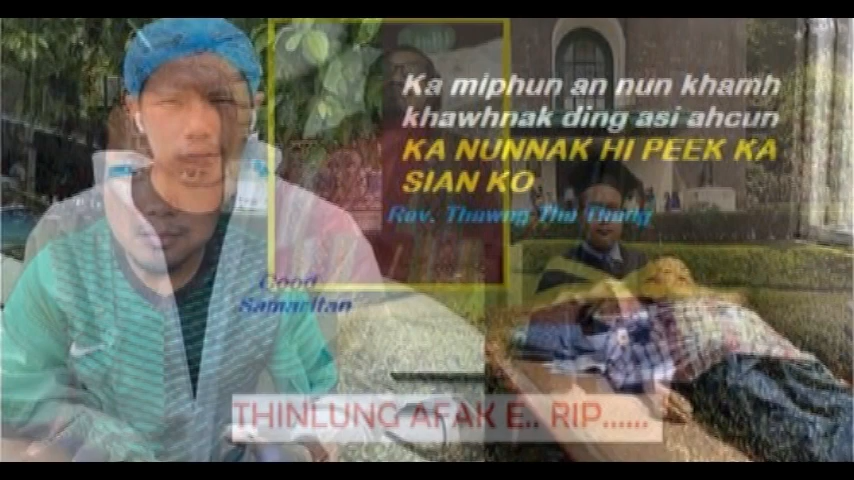 Ka miphun an nun khamh
khawhnak ding asi ahcun
KA NUNNAK HI PEEK KA
SIAN KO
Rev. Thawng Za Thang
Good
Samaritan
THINLUNG AFAK E.. RIP......